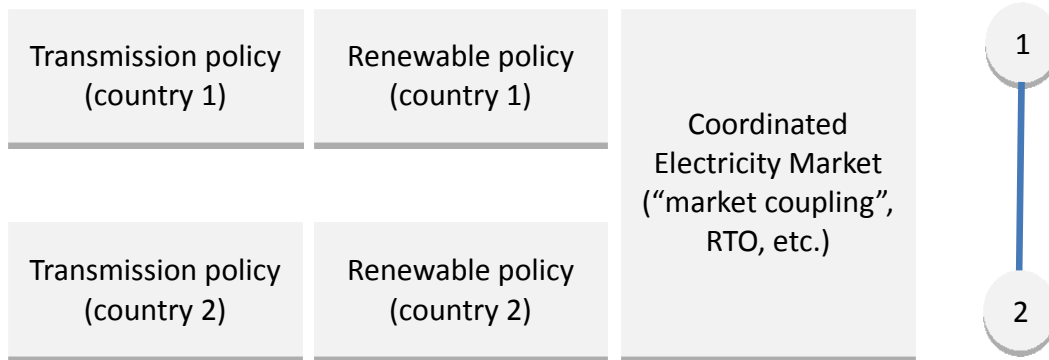 Transmission policy
(country 1)
Renewable policy
(country 1)
Coordinated
Electricity Market
(“market coupling”,
RTO, etc.)
1
Transmission policy
(country 2)
Renewable policy
(country 2)
2